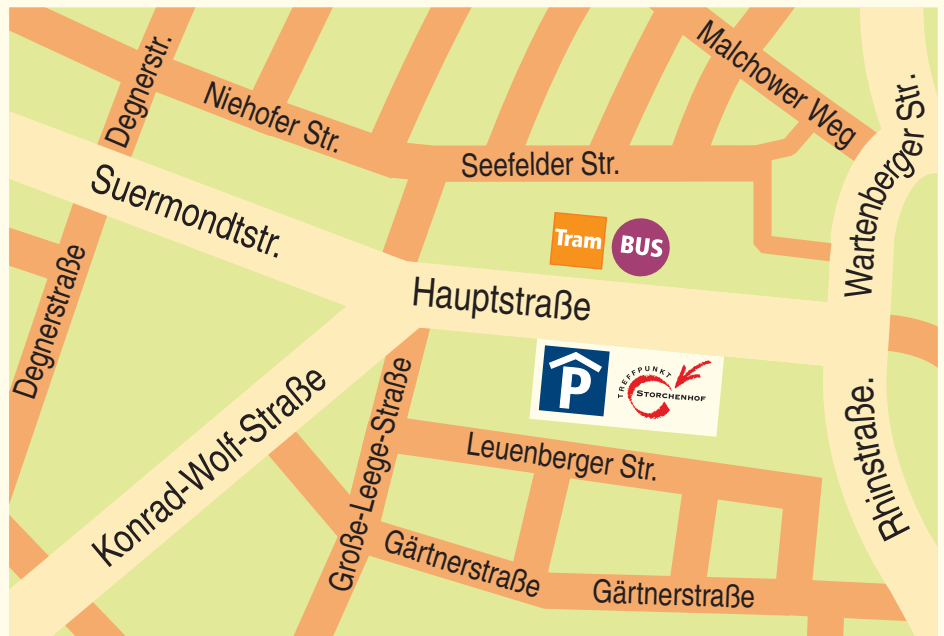 Degnerstr.
Niehofer Str.
Malchower Weg
Seefelder Str.
Wartenberger Str.
Suermondtstr.
Tram
BUS
Degnerstraße
Hauptstraße
P
TREFFPUNKT
STORCHENHOF
Konrad-Wolf-Straße
Große-Leege-Straße
Leuenberger Str.
Rhinstraße.
Gärtnerstraße
Gärtnerstraße